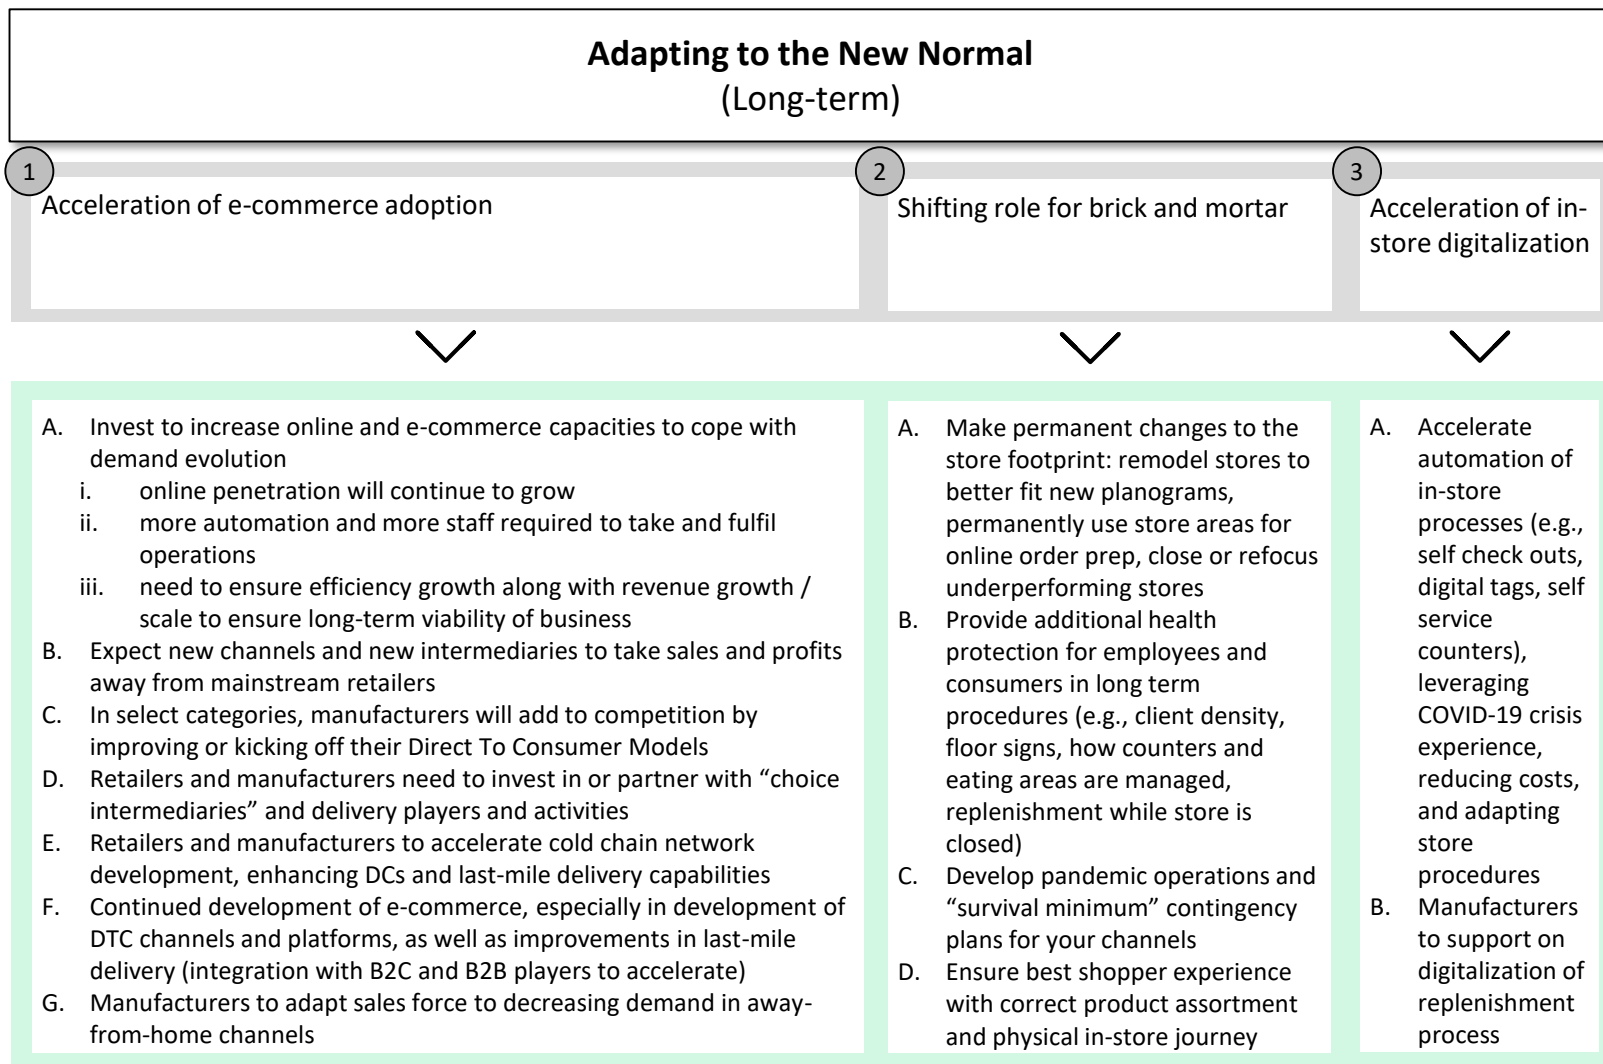 Adapting to the New Normal
(Long-term)
1
Acceleration of e-commerce adoption
2
Shifting role for brick and mortar
3
Acceleration of in-
store digitalization
A. Invest to increase online and e-commerce capacities to cope with
demand evolution
i. online penetration will continue to grow
ii. more automation and more staff required to take and fulfil
operations
iii. need to ensure efficiency growth along with revenue growth /
scale to ensure long-term viability of business
B. Expect new channels and new intermediaries to take sales and profits
away from mainstream retailers
C. In select categories, manufacturers will add to competition by
improving or kicking off their Direct To Consumer Models
D. Retailers and manufacturers need to invest in or partner with “choice
intermediaries” and delivery players and activities
E. Retailers and manufacturers to accelerate cold chain network
development, enhancing DCs and last-mile delivery capabilities
F. Continued development of e-commerce, especially in development of
DTC channels and platforms, as well as improvements in last-mile
delivery (integration with B2C and B2B players to accelerate)
G. Manufacturers to adapt sales force to decreasing demand in away-
from-home channels
A. Make permanent changes to the
store footprint: remodel stores to
better fit new planograms,
permanently use store areas for
online order prep, close or refocus
underperforming stores
B. Provide additional health
protection for employees and
consumers in long term
procedures (e.g., client density,
floor signs, how counters and
eating areas are managed,
replenishment while store is
closed)
C. Develop pandemic operations and
“survival minimum” contingency
plans for your channels
D. Ensure best shopper experience
with correct product assortment
and physical in-store journey
A. Accelerate
automation of
in-store
processes (e.g.,
self check outs,
digital tags, self
service
counters),
leveraging
COVID-19 crisis
experience,
reducing costs,
and adapting
store
procedures
B. Manufacturers
to support on
digitalization of
replenishment
process